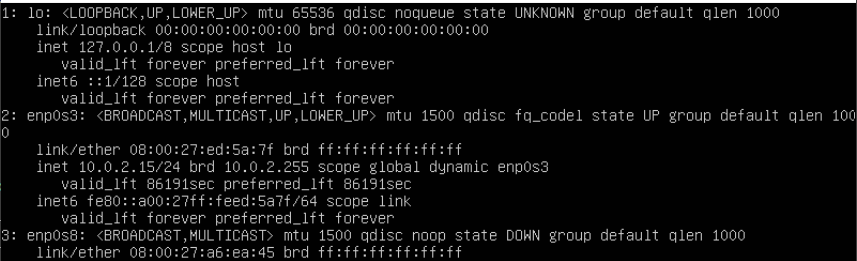 1: lo: <LOOPBACK,UP,LOWER_UP> mtu 65536 qdisc noqueue state UNKNOWN group default qlen 1000
    link/loopback 00:00:00:00:00:00 brd 00:00:00:00:00:00
    inet 127.0.0.1/8 scope host lo
       valid_lft forever preferred_lft forever
    inet6 ::1/128 scope host
       valid_lft forever preferred_lft forever
2: enp0s3: <BROADCAST,MULTICAST,UP,LOWER_UP> mtu 1500 qdisc fq_codel state UP group default qlen 100
0
    link/ether 08:00:27:ed:5a:7f brd ff:ff:ff:ff:ff:ff
    inet 10.0.2.15/24 brd 10.0.2.255 scope global dynamic enp0s3
       valid_lft 86191sec preferred_lft 86191sec
    inet6 fe80::a00:27ff:feed:5a7f/64 scope link
       valid_lft forever preferred_lft forever
3: enp0s8: <BROADCAST,MULTICAST> mtu 1500 qdisc noop state DOWN group default qlen 1000
    link/ether 08:00:27:a6:ea:45 brd ff:ff:ff:ff:ff:ff